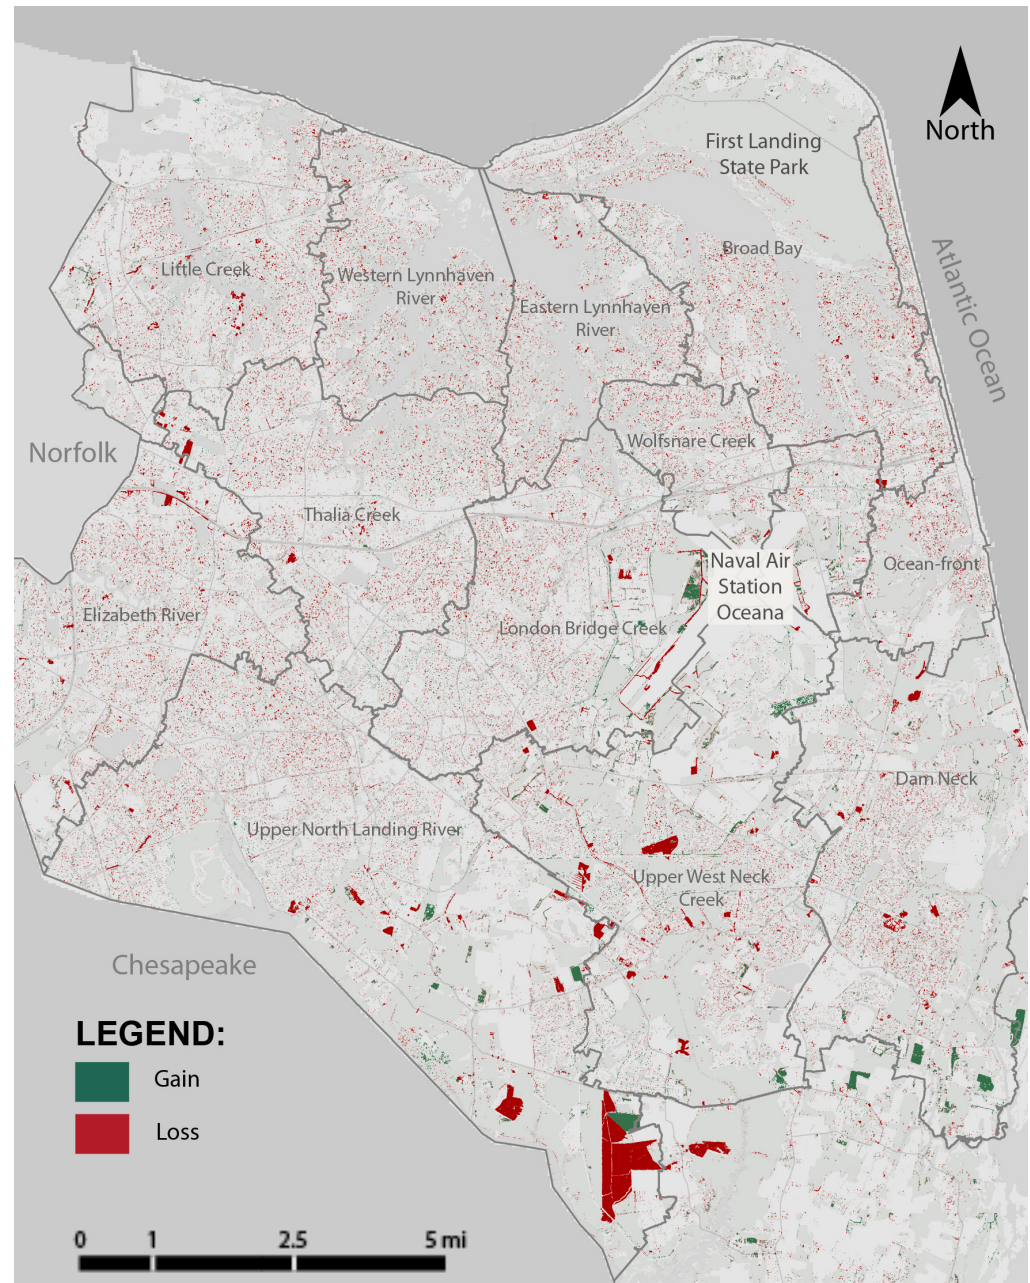 North
First Landing
State Park
Broad Bay
Atlantic Ocean
Little Creek
Western Lynnhaven
River
Eastern Lynnhaven
River
Norfolk
Wolfsnare Creek
Thalia Creek
Naval Air
Station
Oceana
Ocean-front
Elizabeth River
London Bridge Creek
Dam Neck
Upper North Landing River
Upper West Neck
Creek
Chesapeake
LEGEND:
Gain
Loss
0 1 2.5 5 mi